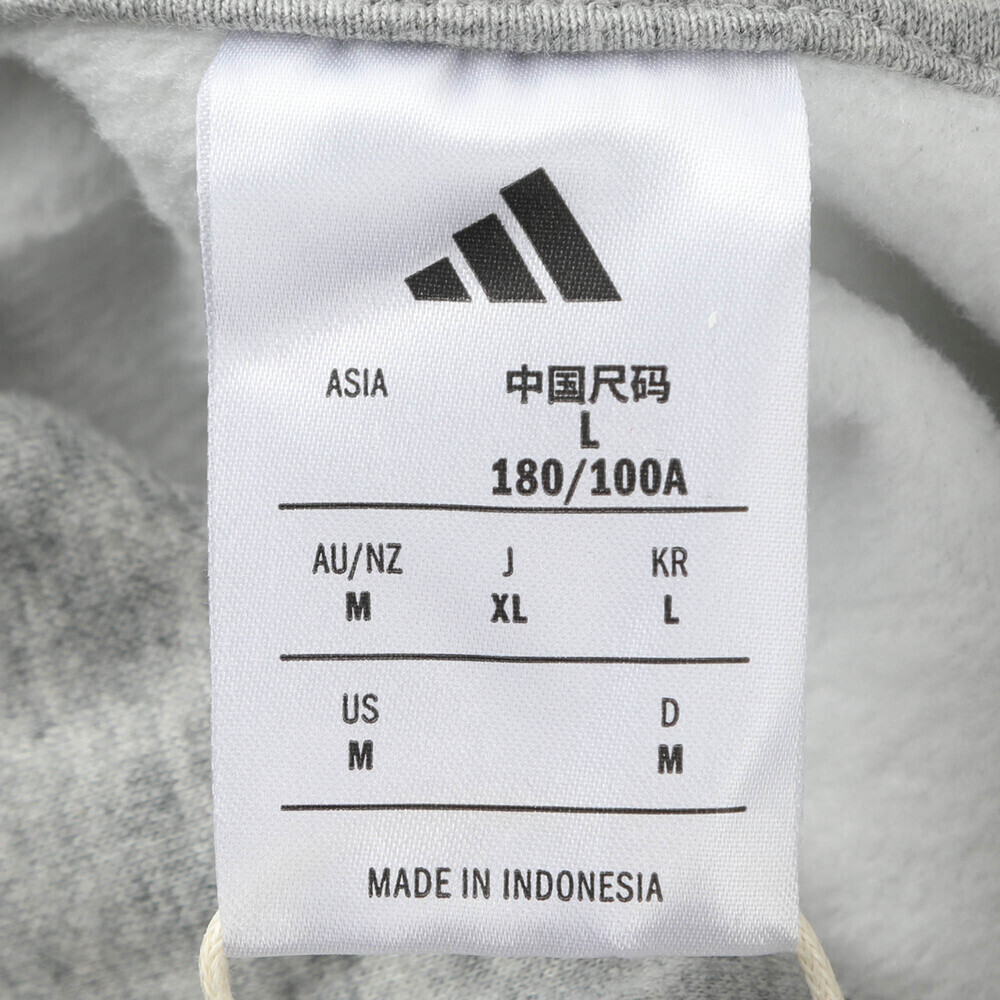 ASIA 中国尺码
L
180/100A
AU/NZ J KR
M XL L
US D
M M
MADE IN INDONESIA